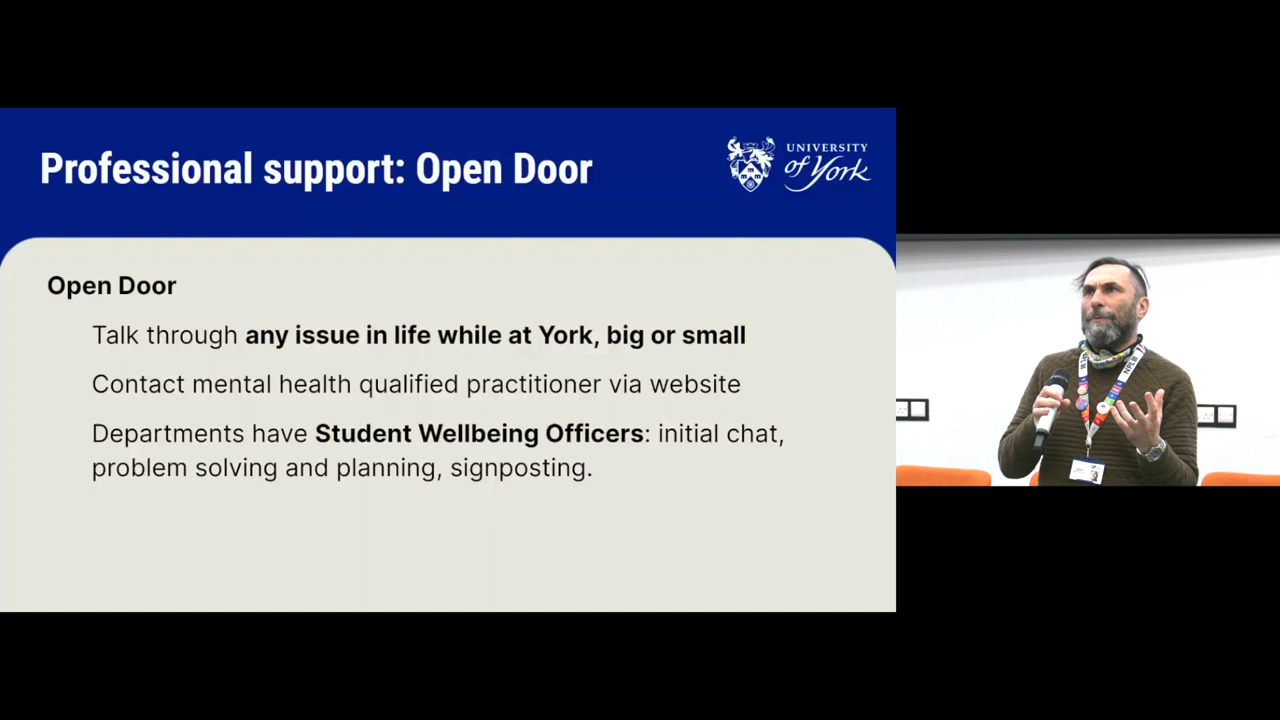 Professional support: Open Door
UNIVERSITY
of York
Open Door
Talk through any issue in life while at York, big or small
Contact mental health qualified practitioner via website
Departments have Student Wellbeing Officers: initial chat,
problem solving and planning, signposting.